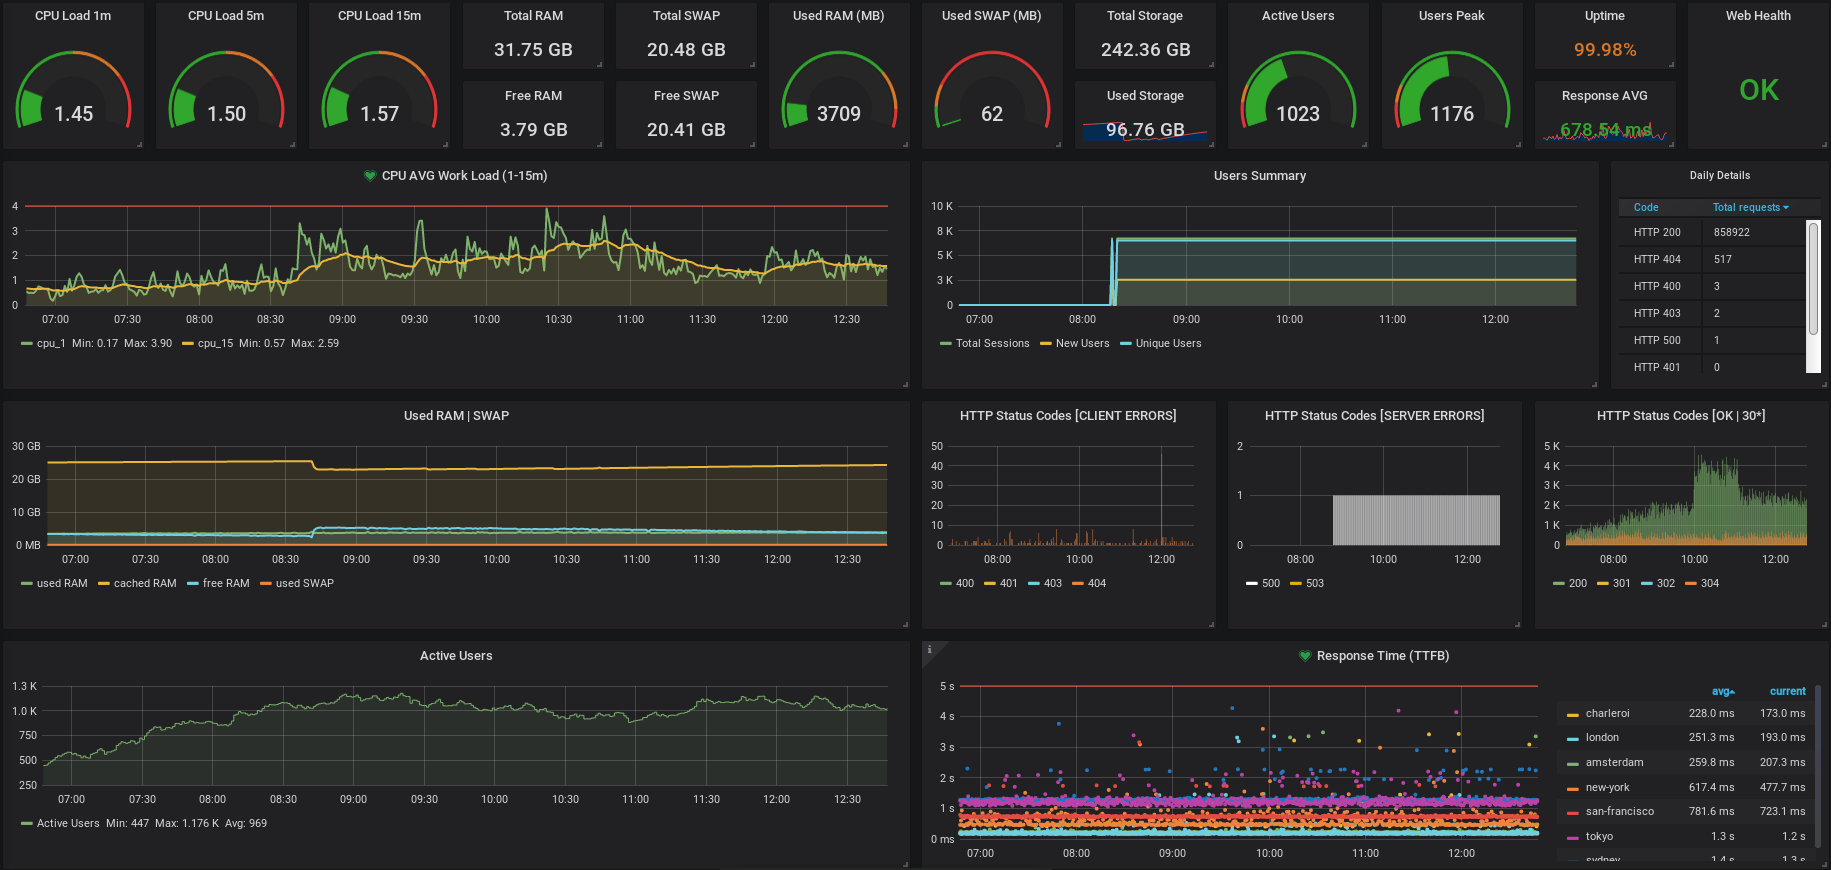 CPU Load 1m
1.45
CPU Load 5m
1.50
CPU Load 15m
1.57
Total RAM
31.75 GB
Free RAM
3.79 GB
Total SWAP
20.48 GB
Free SWAP
20.41 GB
Used RAM (MB)
3709
Used SWAP (MB)
62
Total Storage
242.36 GB
Used Storage
96.76 GB
Active Users
1023
Users Peak
1176
Uptime
99.98%
Response AVG
678.54 ms
Web Health
OK
CPU AVG Work Load (1-15m)
4
3
2
1
0
07:00 07:30 08:00 08:30 09:00 09:30 10:00 10:30 11:00 11:30 12:00 12:30
cpu_1 Min: 0.17 Max: 3.90 cpu_15 Min: 0.57 Max: 2.59
Users Summary
10 K
8 K
5 K
3 K
0
07:00 08:00 09:00 10:00 11:00 12:00
Total Sessions New Users Unique Users
Daily Details
Code Total requests
HTTP 200 858922
HTTP 404 517
HTTP 400 3
HTTP 403 2
HTTP 500 1
HTTP 401 0
Used RAM | SWAP
30 GB
20 GB
10 GB
0 MB
07:00 07:30 08:00 08:30 09:00 09:30 10:00 10:30 11:00 11:30 12:00 12:30
used RAM cached RAM free RAM used SWAP
HTTP Status Codes [CLIENT ERRORS]
50
40
30
20
10
0
08:00 10:00 12:00
400 401 403 404
HTTP Status Codes [SERVER ERRORS]
2
1
0
08:00 10:00 12:00
500 503
HTTP Status Codes [OK | 30*]
5 K
4 K
3 K
2 K
1 K
0
08:00 10:00 12:00
200 301 302 304
Active Users
1.3 K
1.0 K
750
500
250
07:00 07:30 08:00 08:30 09:00 09:30 10:00 10:30 11:00 11:30 12:00 12:30
Active Users Min: 447 Max: 1.176 K Avg: 969
i
Response Time (TTFB)
5 s
4 s
3 s
2 s
1 s
0 ms
07:00 08:00 09:00 10:00 11:00 12:00
avg current
charleroi 228.0 ms 173.0 ms
london 251.3 ms 193.0 ms
amsterdam 259.8 ms 207.3 ms
new-york 617.4 ms 477.7 ms
san-francisco 781.6 ms 723.1 ms
tokyo 1.3 s 1.2 s
sydney 1.4 s 1.3 s